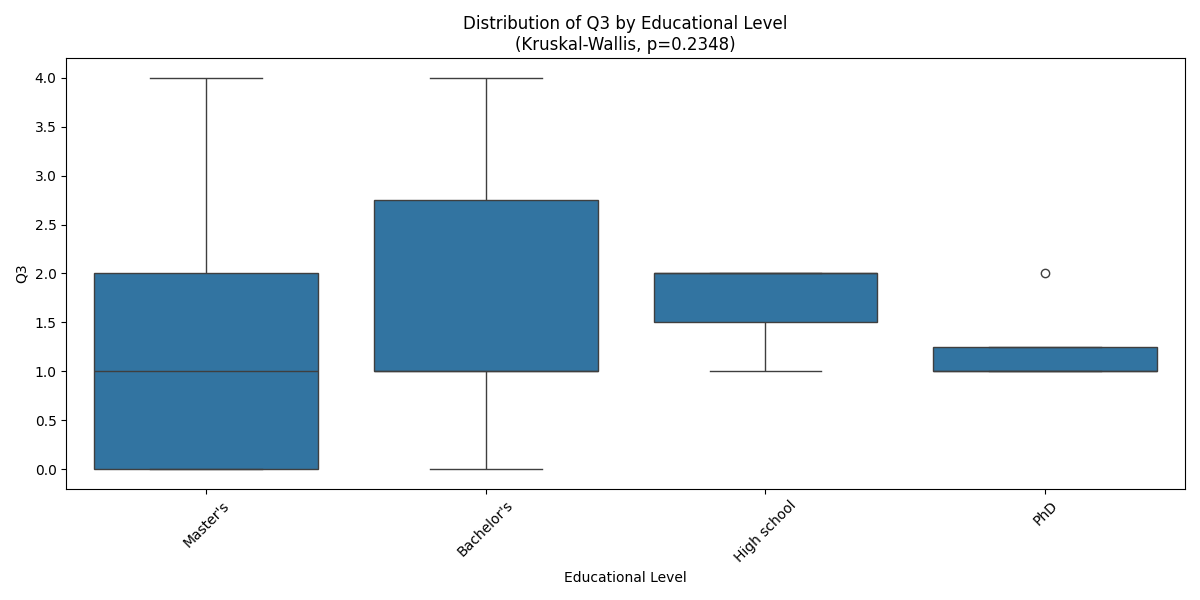 Distribution of Q3 by Educational Level
(Kruskal-Wallis, p=0.2348)
4.0
3.5
3.0
2.5
2.0
1.5
1.0
0.5
0.0
Q3
Master's
Bachelor's
High school
PhD
Educational Level